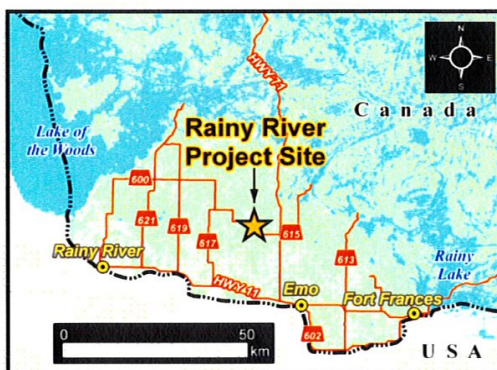 N
W E
S
HWY 71
Canada
Lake of
the Woods
Rainy River
Project Site
600
621
619
617
615
613
Rainy River
Rainy
Lake
HWY 11
Emo
Fort Frances
602
0 50
km
USA